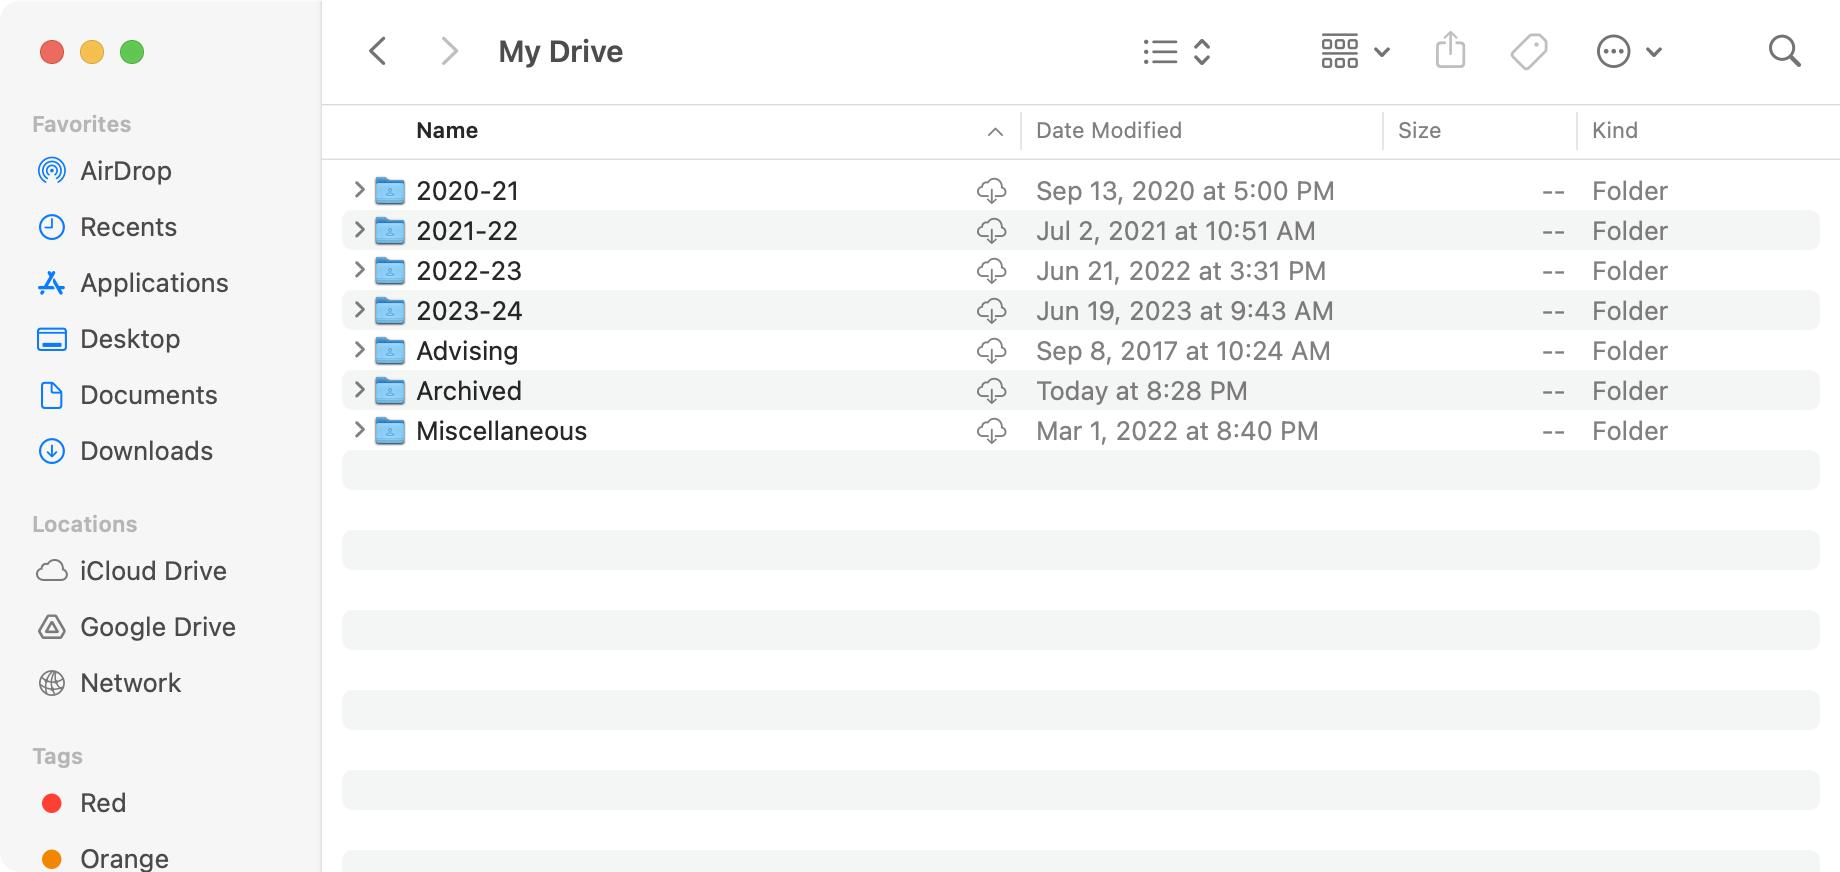 My Drive
Favorites
AirDrop
Recents
Applications
Desktop
Documents
Downloads
Locations
iCloud Drive
Google Drive
Network
Tags
Red
Orange
Name Date Modified Size Kind
2020-21 Sep 13, 2020 at 5:00 PM -- Folder
2021-22 Jul 2, 2021 at 10:51 AM -- Folder
2022-23 Jun 21, 2022 at 3:31 PM -- Folder
2023-24 Jun 19, 2023 at 9:43 AM -- Folder
Advising Sep 8, 2017 at 10:24 AM -- Folder
Archived Today at 8:28 PM -- Folder
Miscellaneous Mar 1, 2022 at 8:40 PM -- Folder